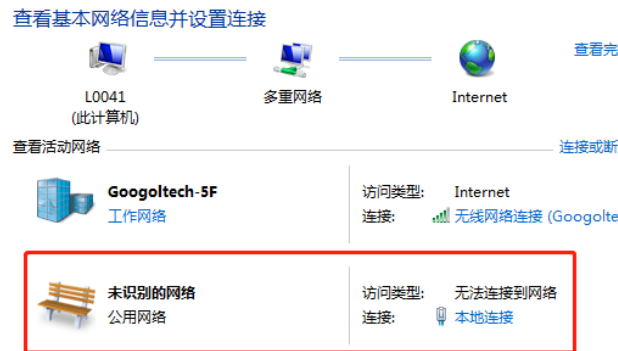 查看基本网络信息并设置连接
查看完
L0041
(此计算机)
多重网络
Internet
查看活动网络
连接或断
Googoltech-5F
工作网络
访问类型: Internet
连接: 无线网络连接 (Googolte
未识别的网络
公用网络
访问类型: 无法连接到网络
连接: 本地连接